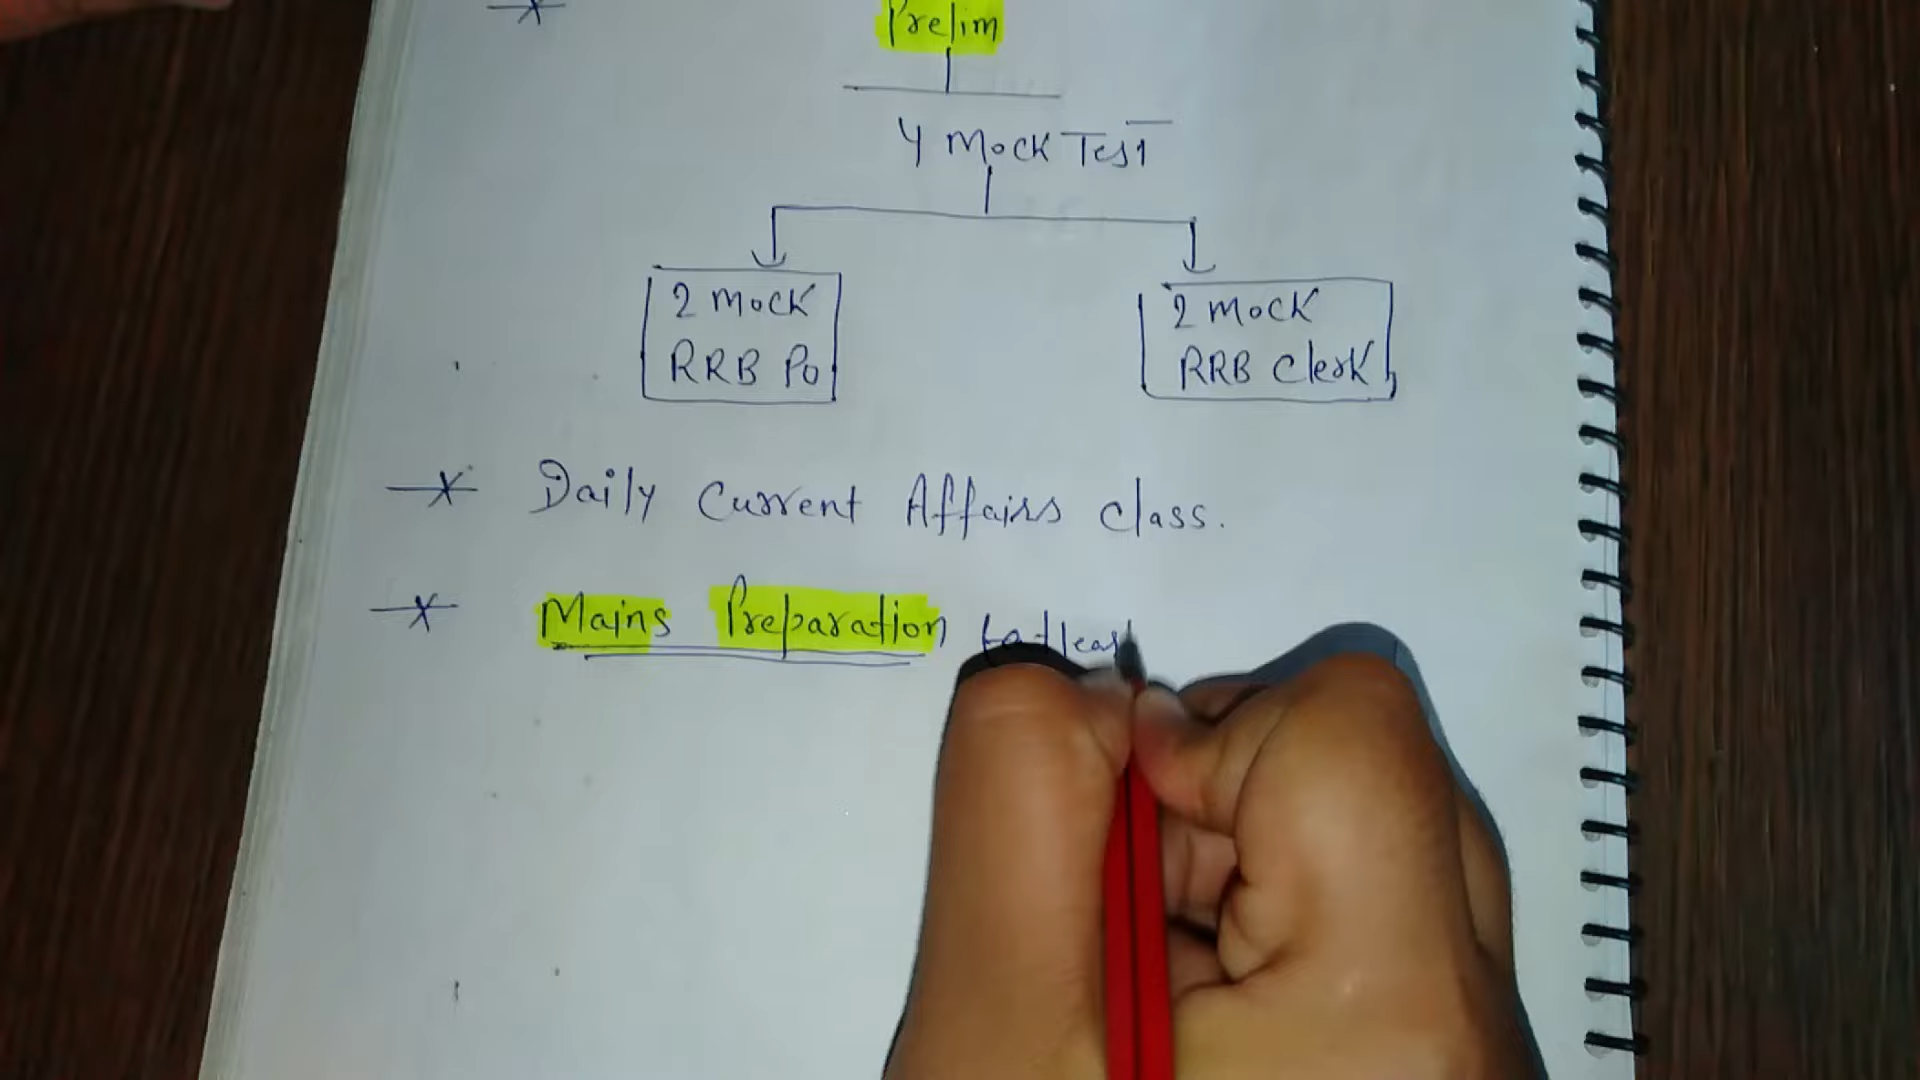 Prelim
4 Mock Test
2 Mock
RRB PO
2 Mock
RRB Clerk
Daily Current Affairs class.
Mains Preparation